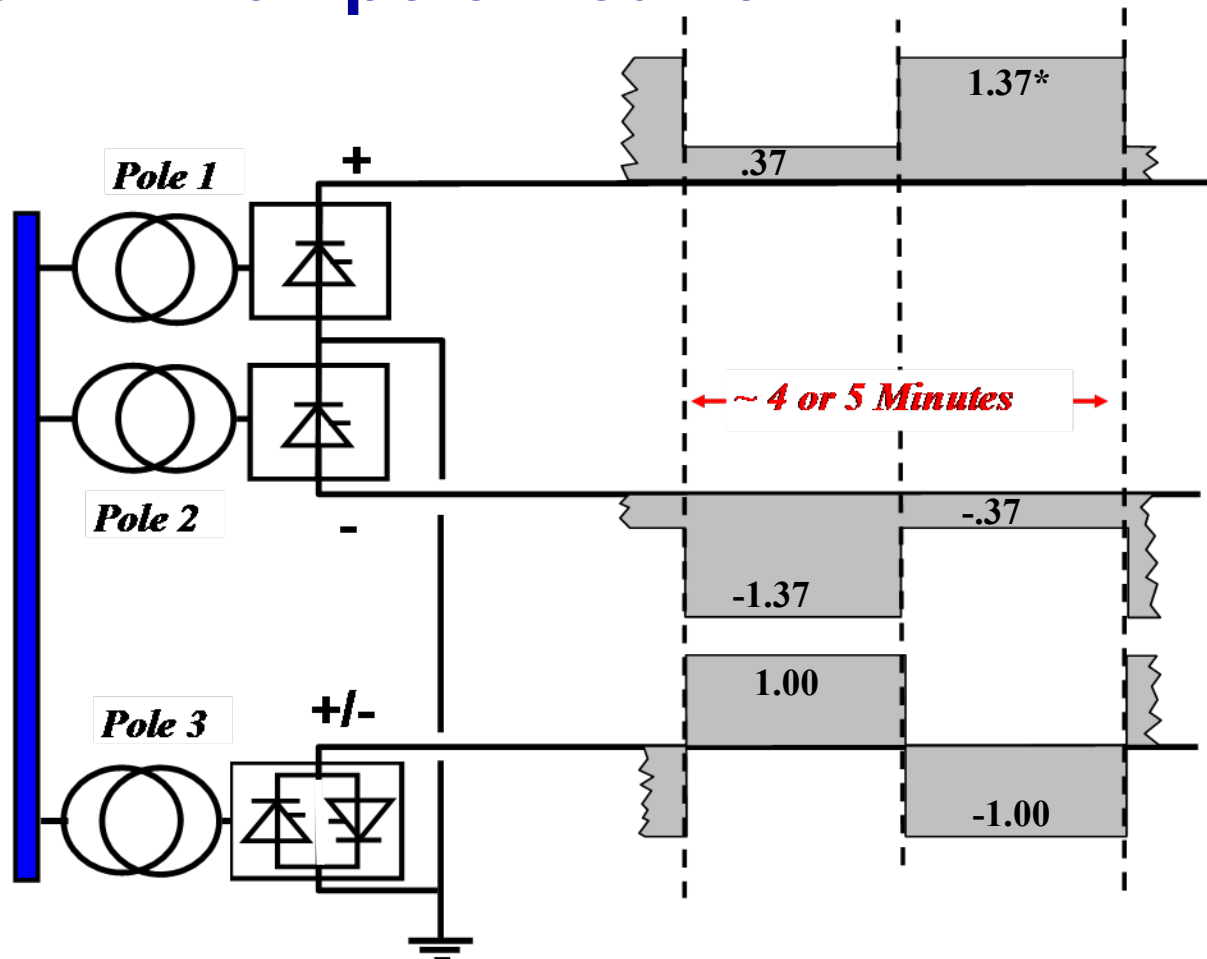 1.37*
+
Pole 1
.37
~ 4 or 5 Minutes
Pole 2
-
-.37
-1.37
1.00
+/-
Pole 3
-1.00